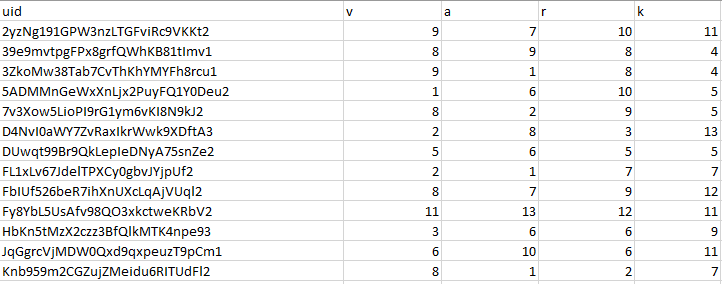 uid v a r k
2yzNg191GPW3nzLTGFviRc9VKKt2 9 7 10 11
39e9mvtpgFPx8grfQWhKB81tImv1 8 9 8 4
3ZkoMw38Tab7CvThKhYMYFh8rcu1 9 1 8 4
5ADMMnGeWxXnLjx2PuyFQ1Y0Deu2 1 6 10 5
7v3Xow5LioPI9rG1ym6vKI8N9kJ2 8 2 9 5
D4NvI0aWY7ZvRaxIkrWwk9XDftA3 2 8 3 13
DUwqt99Br9QkLepIeDNyA75snZe2 5 6 5 5
FL1xLv67JdelTPXCy0gbvJYjpUf2 2 1 7 7
FbIUf526beR7ihXnUXcLqAjVUql2 8 7 9 12
Fy8YbL5UsAfv98QO3xkctweKRbV2 11 13 12 11
HbKn5tMzX2czz3BfQlkMTK4npe93 3 6 6 9
JqGgrcVjMDW0Qxd9qxpeuzT9pCm1 6 10 6 11
Knb959m2CGZujZMeidu6RITUdFl2 8 1 2 7